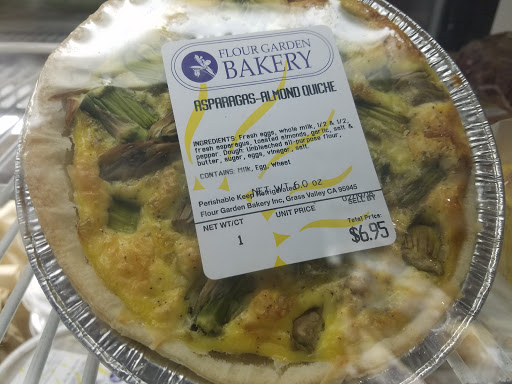 FLOUR GARDEN
BAKERY
ASPARAGAS-ALMOND QUICHE
INGREDIENTS: Fresh eggs, whole milk, 1/2 & 1/2,
fresh asparagus, toasted almonds, garlic, salt &
pepper. Dough: Unbleached all-purpose flour,
butter, sugar, eggs, vinegar, salt.
CONTAINS: Milk, Egg, Wheat
NET WT. 6.0 oz
Perishable Keep Refrigerated
Flour Garden Bakery Inc, Grass Valley CA 95945
SELL BY
NET WT/CT UNIT PRICE Total Price:
1 $6.95